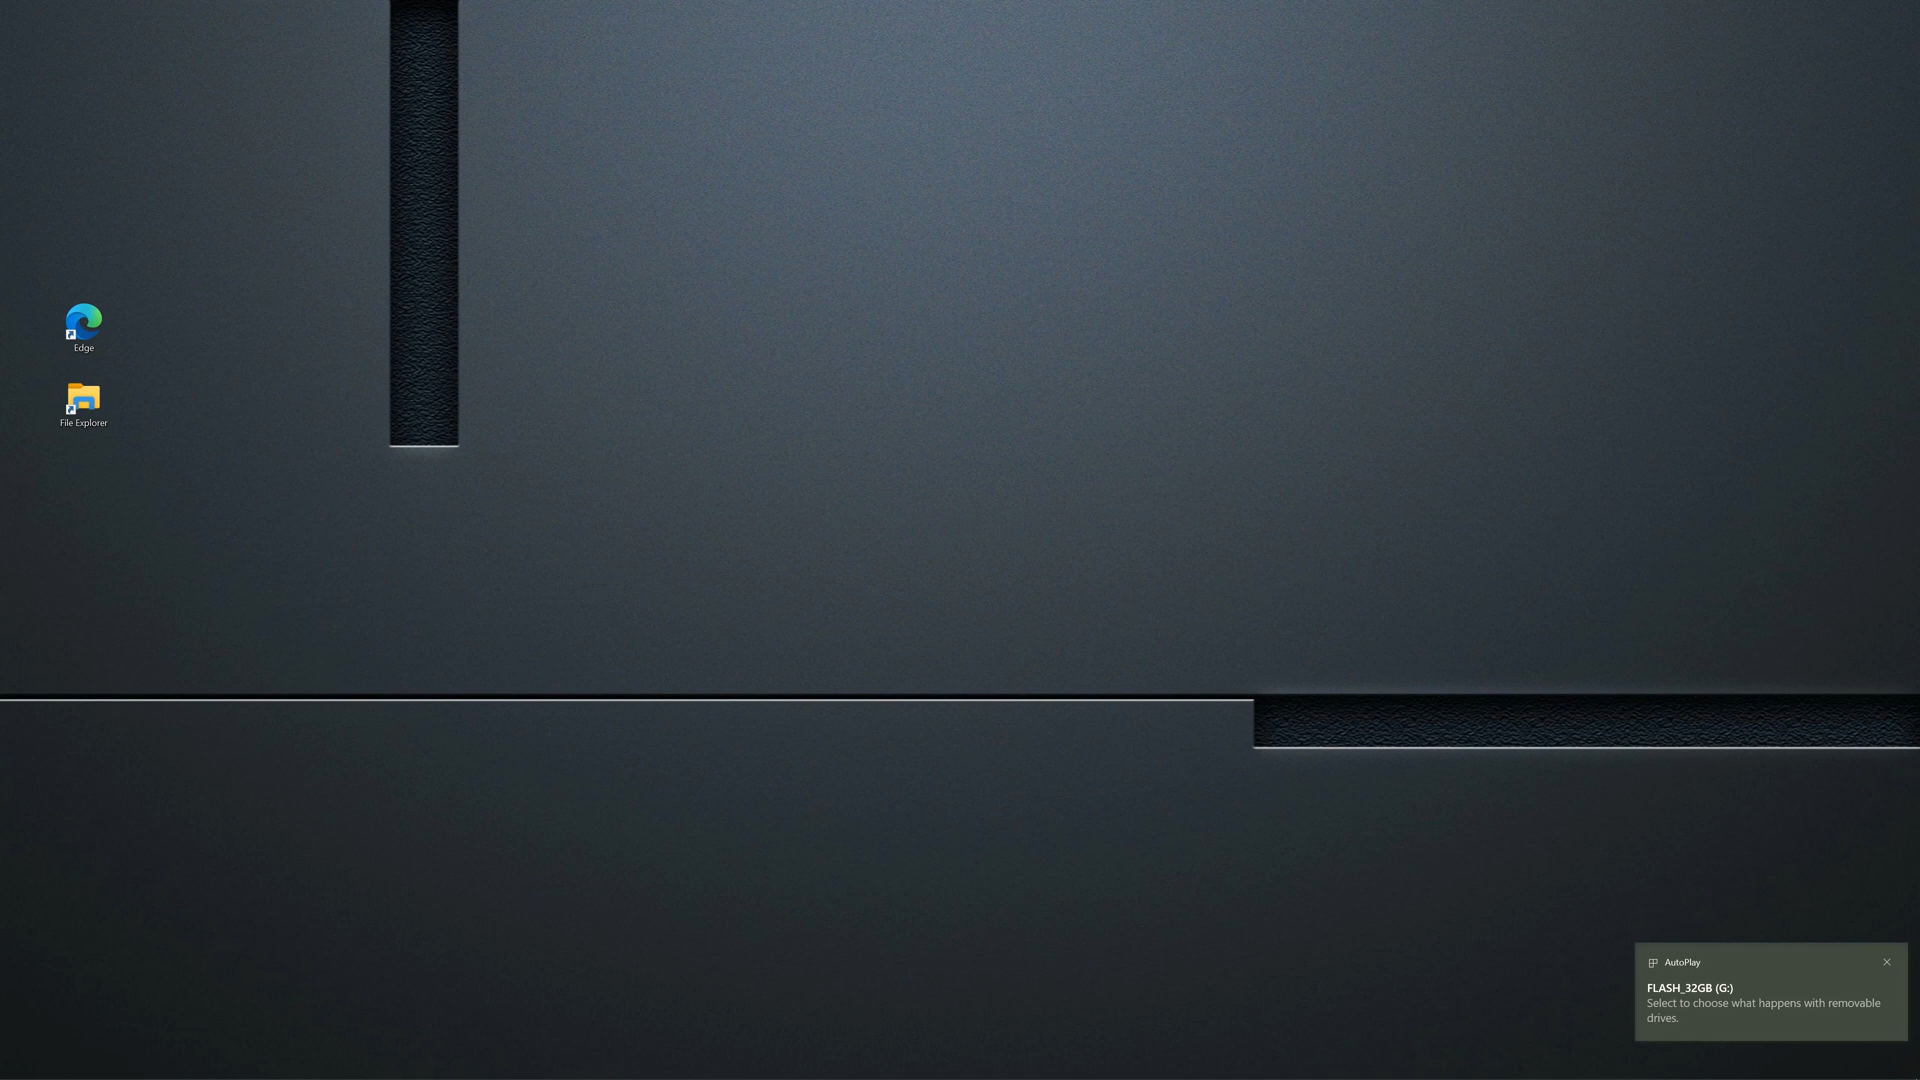 Edge
File Explorer
AutoPlay
FLASH_32GB (G:)
Select to choose what happens with removable
drives.